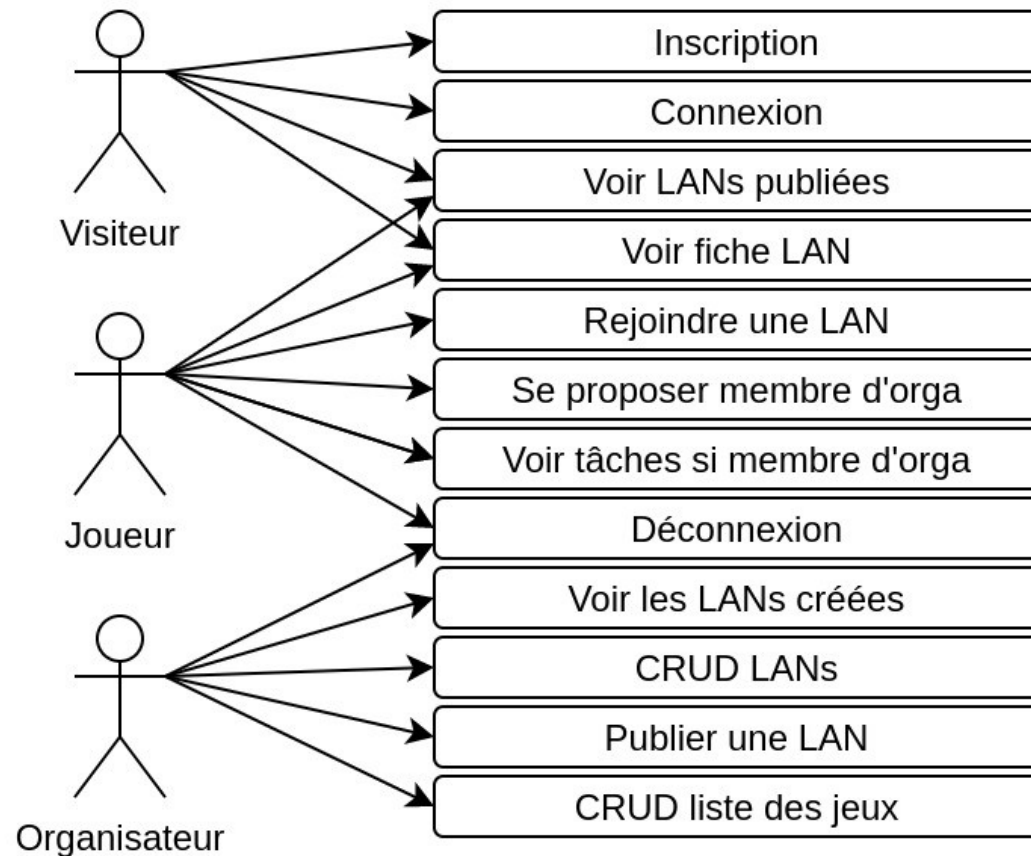 Inscription
Connexion
Voir LANs publiées
Visiteur
Voir fiche LAN
Rejoindre une LAN
Se proposer membre d'orga
Voir tâches si membre d'orga
Joueur
Déconnexion
Voir les LANs créées
CRUD LANs
Publier une LAN
CRUD liste des jeux
Organisateur